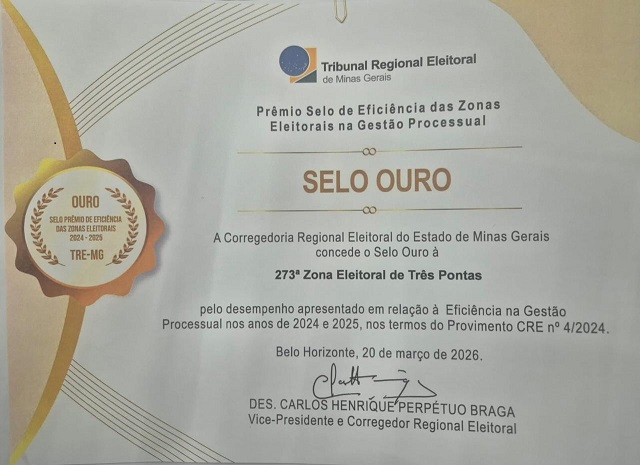 Tribunal Regional Eleitoral
de Minas Gerais
Prêmio Selo de Eficiência das Zonas
Eleitorais na Gestão Processual
SELO OURO
OURO
SELO PRÊMIO DE EFICIÊNCIA
DAS ZONAS ELEITORAIS
2024 - 2025
TRE-MG
A Corregedoria Regional Eleitoral do Estado de Minas Gerais
concede o Selo Ouro à
273ª Zona Eleitoral de Três Pontas
pelo desempenho apresentado em relação à Eficiência na Gestão
Processual nos anos de 2024 e 2025, nos termos do Provimento CRE nº 4/2024.
Belo Horizonte, 20 de março de 2026.
DES. CARLOS HENRIQUE PERPÉTUO BRAGA
Vice-Presidente e Corregedor Regional Eleitoral